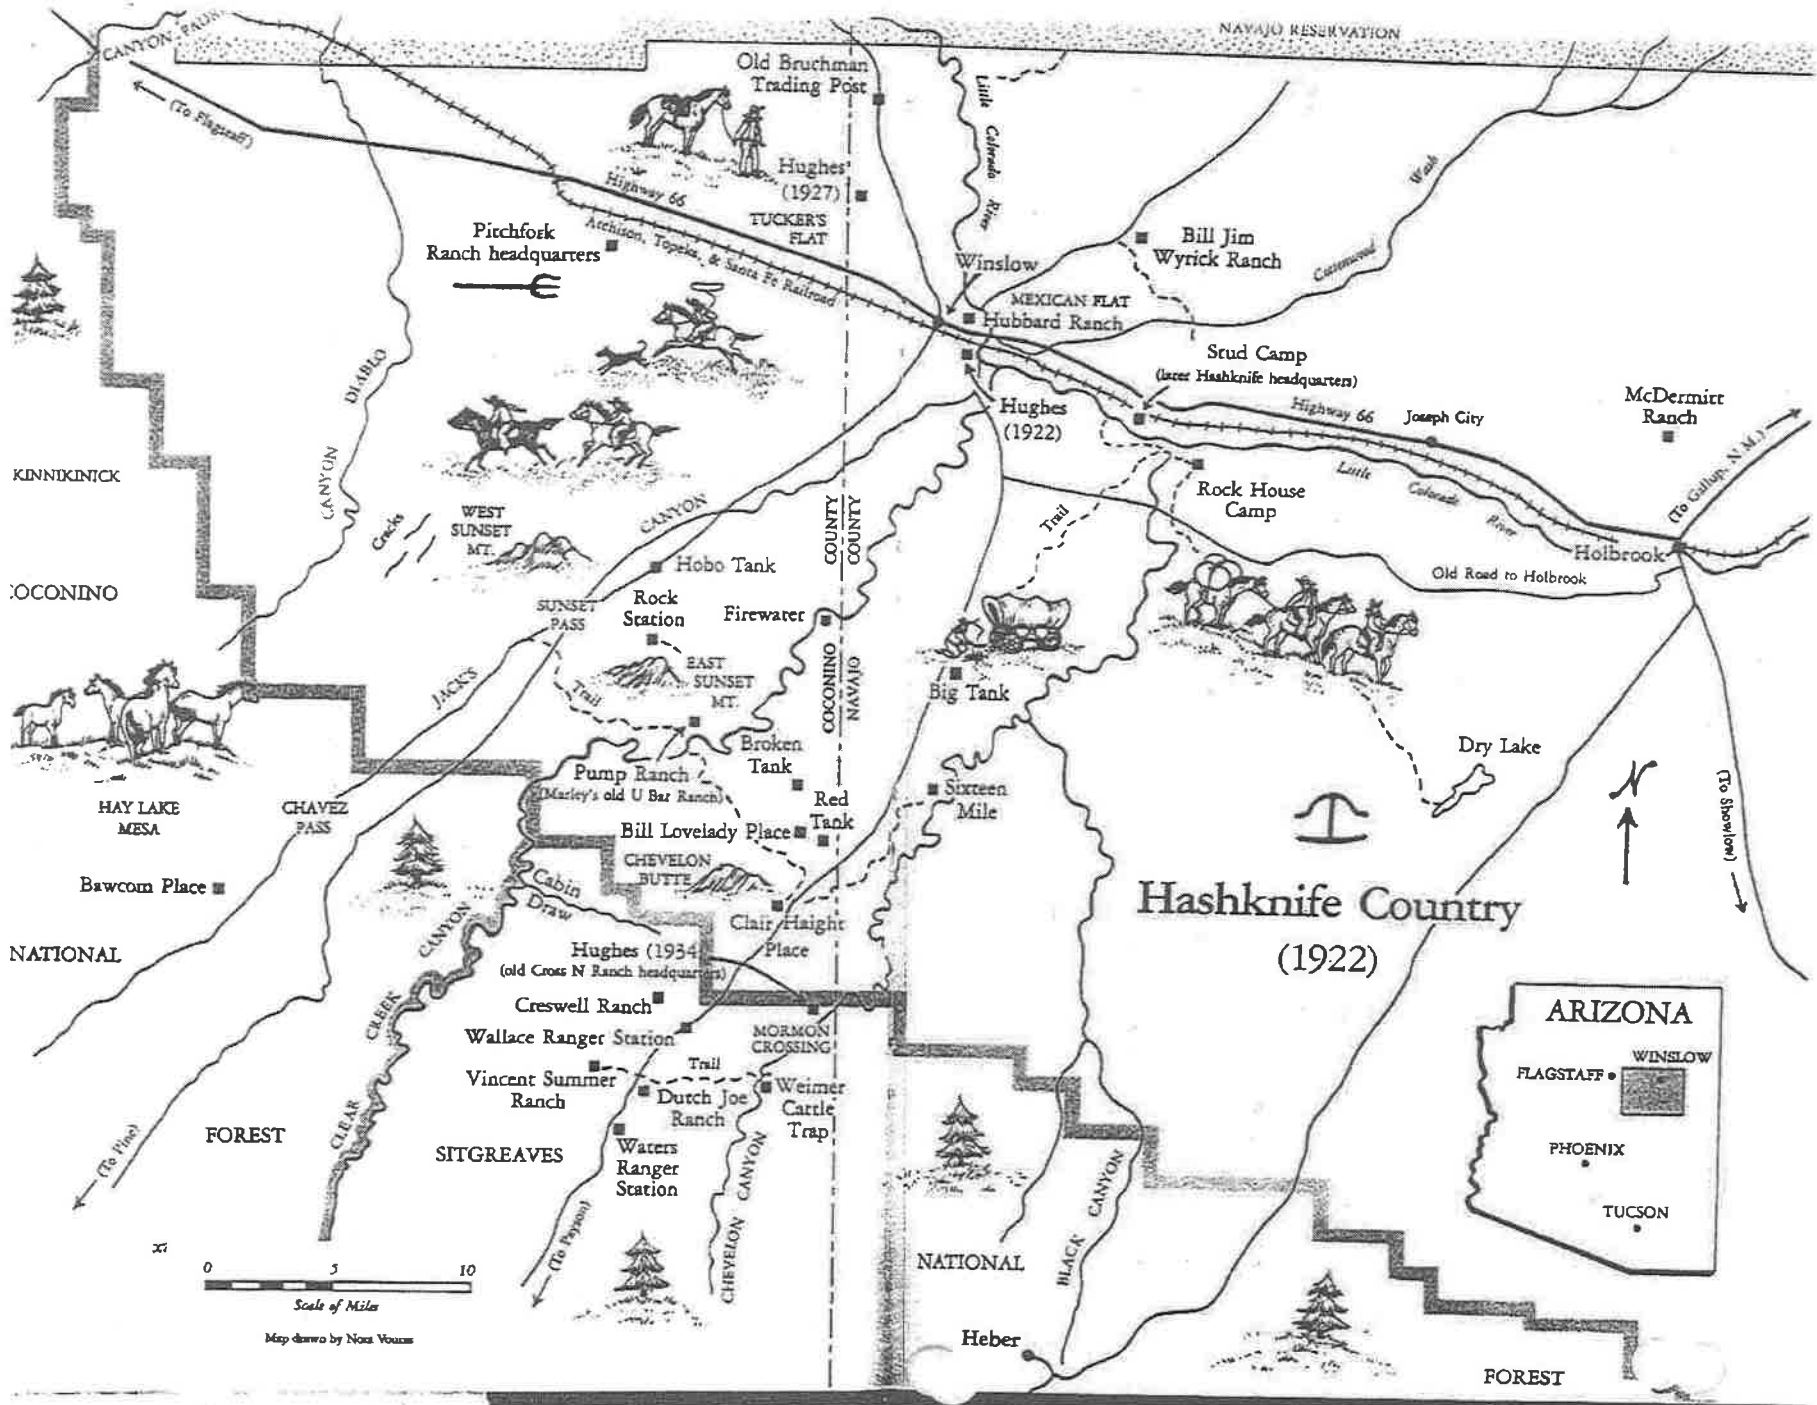 NAVAJO RESERVATION
CANYON
Old Bruchman
Trading Post
(To Flagstaff)
Little Colorado River
Hughes
(1927)
Highway 66
TUCKER'S
FLAT
Wash
Atchison, Topeka, & Santa Fe Railroad
Pitchfork
Ranch headquarters
Bill Jim
Wyrick Ranch
Cottonwood
Winslow
MEXICAN FLAT
Hubbard Ranch
Stud Camp
(later Hashknife headquarters)
CANYON DIABLO
Hughes
(1922)
Highway 66
Joseph City
McDermitt
Ranch
(To Gallup, N.M.)
KINNIKINICK
Little Colorado River
Rock House
Camp
Trail
WEST
SUNSET
MT.
Cracks
CANYON
COUNTY
COUNTY
Holbrook
Hobo Tank
Old Road to Holbrook
COCONINO
SUNSET
PASS
Rock
Station
Firewater
EAST
SUNSET
MT.
JACK'S
Trail
COCONINO
NAVAJO
Big Tank
Broken
Tank
Dry Lake
Pump Ranch
(Marley's old U Bar Ranch)
Red
Tank
Sixteen
Mile
(To Showlow)
N
HAY LAKE
MESA
CHAVEZ
PASS
Bill Lovelady Place
CHEVELON
BUTTE
Bawcom Place
Cabin
Draw
Hashknife Country
(1922)
Clair Haight
Place
NATIONAL
CLEAR CREEK CANYON
Hughes (1934
(old Cross N Ranch headquarters)
Creswell Ranch
Wallace Ranger Station
MORMON
CROSSING
Trail
Vincent Summer
Ranch
Dutch Joe
Ranch
Weimer
Cattle
Trap
ARIZONA
WINSLOW
FLAGSTAFF
PHOENIX
TUCSON
FOREST
SITGREAVES
Waters
Ranger
Station
(To Pine)
(To Payson)
CHEVELON CANYON
BLACK CANYON
NATIONAL
0 5 10
Scale of Miles
Map drawn by Nora Voutas
Heber
FOREST